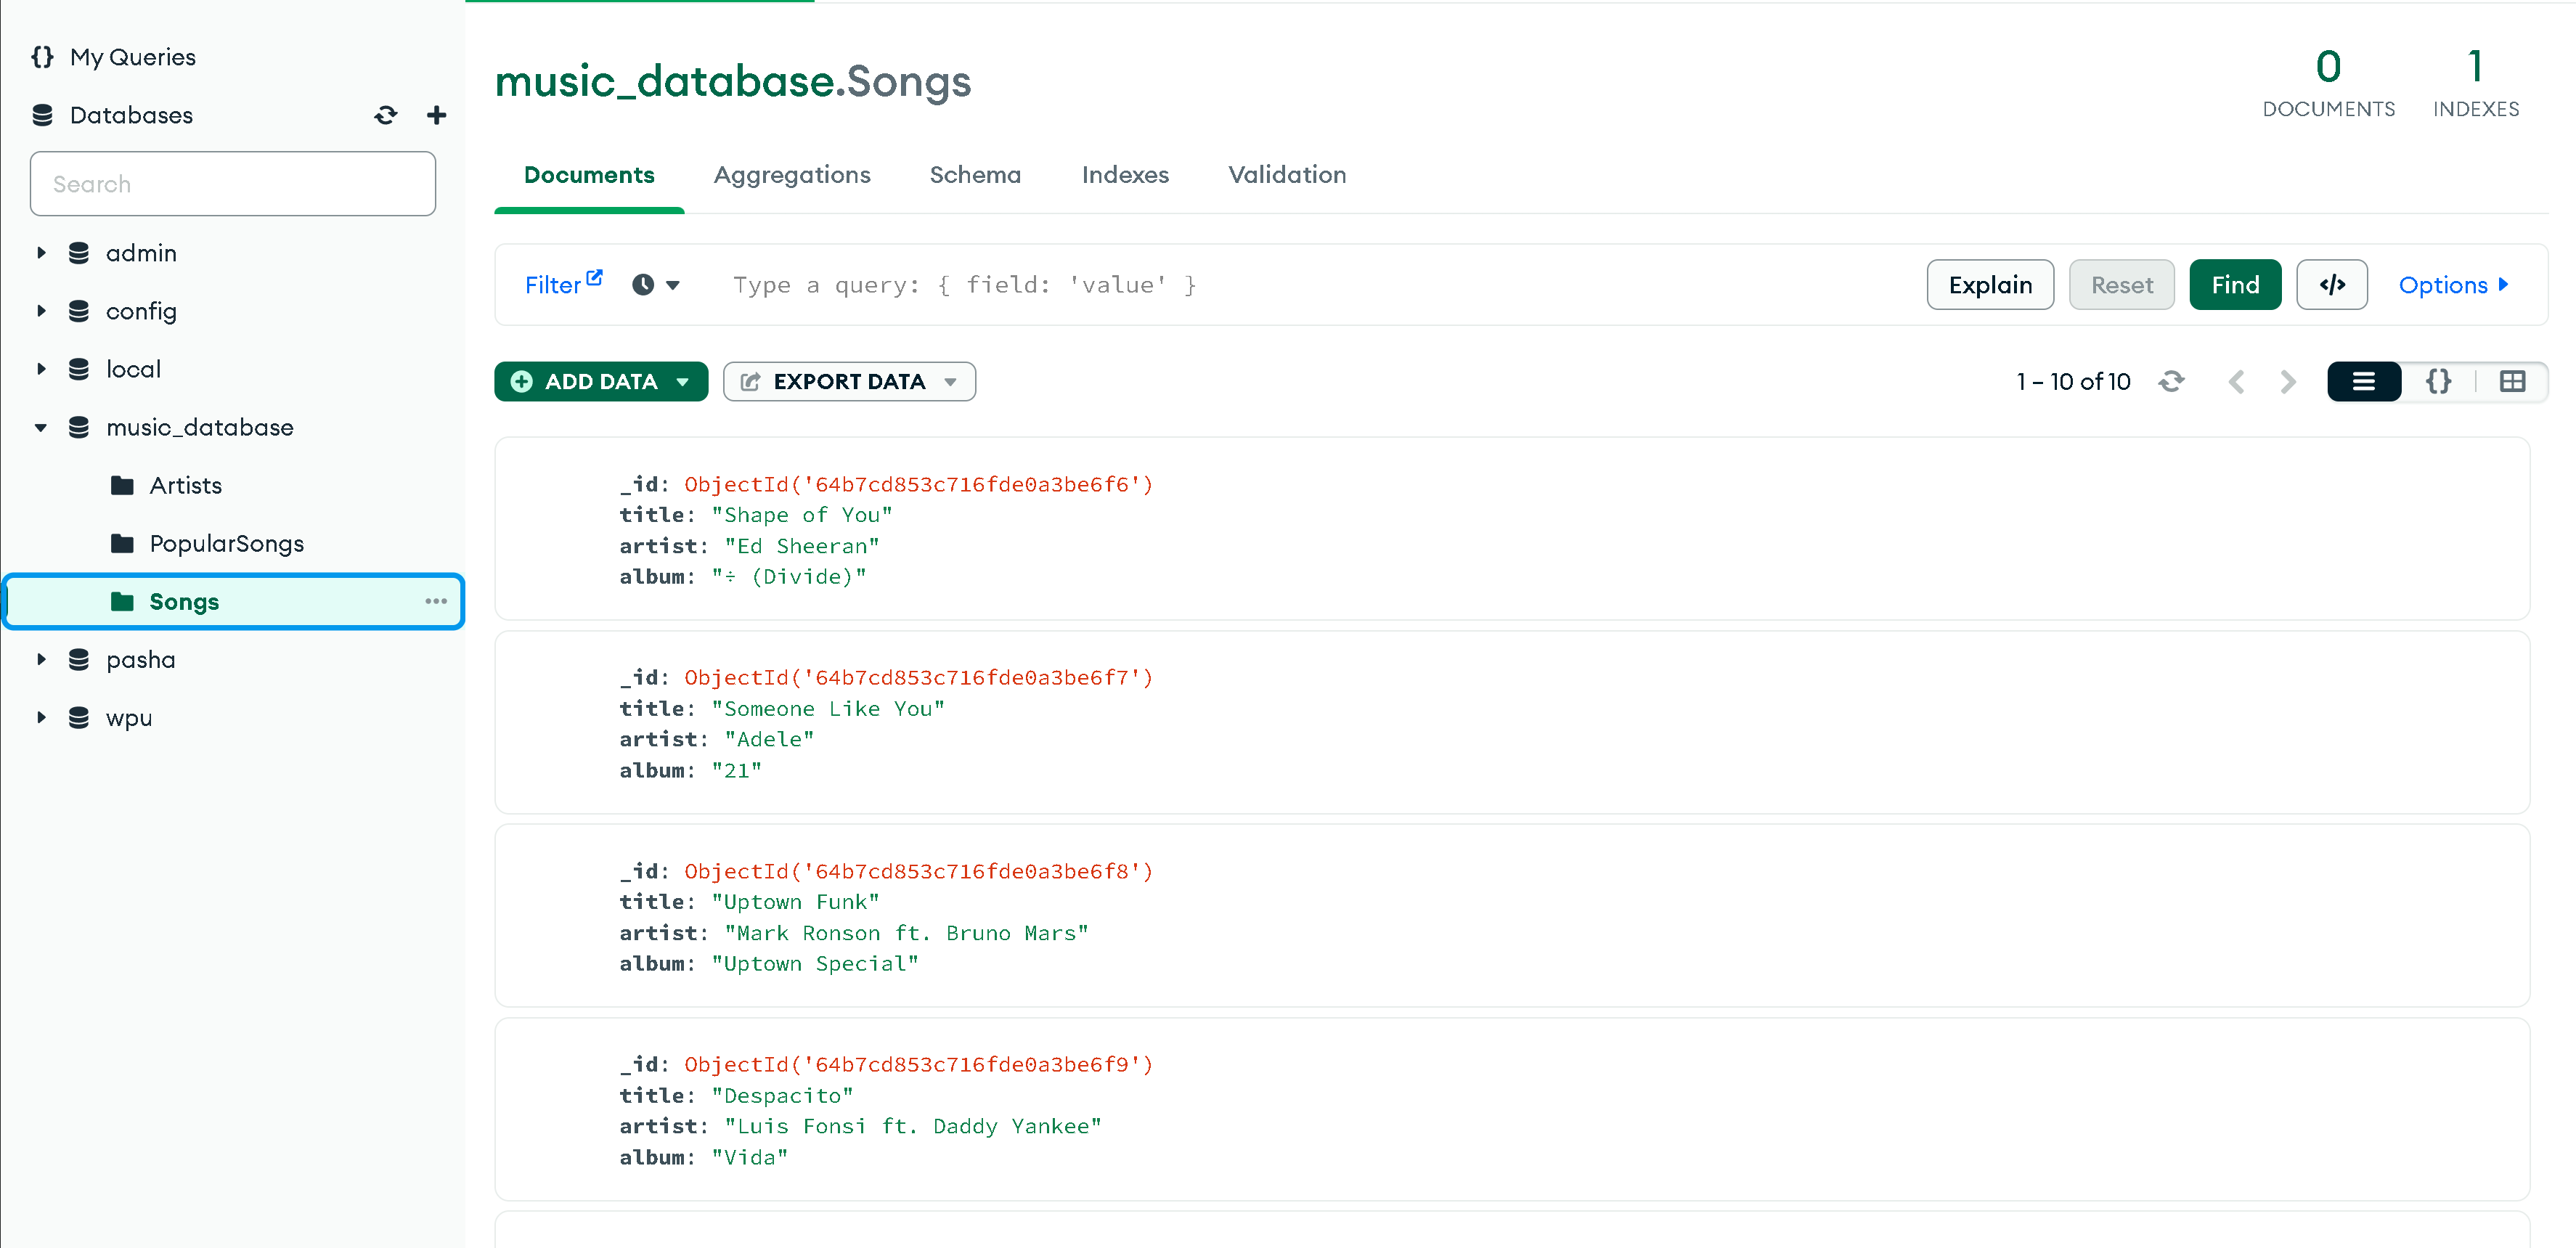 My Queries
Databases
Search
admin
config
local
music_database
Artists
PopularSongs
Songs
pasha
wpu
music_database.Songs
0
DOCUMENTS
1
INDEXES
Documents
Aggregations
Schema
Indexes
Validation
Filter
Type a query: { field: 'value' }
Explain
Reset
Find
</>
Options
ADD DATA
EXPORT DATA
1 – 10 of 10
{}
_id: ObjectId('64b7cd853c716fde0a3be6f6')
title: "Shape of You"
artist: "Ed Sheeran"
album: "÷ (Divide)"
_id: ObjectId('64b7cd853c716fde0a3be6f7')
title: "Someone Like You"
artist: "Adele"
album: "21"
_id: ObjectId('64b7cd853c716fde0a3be6f8')
title: "Uptown Funk"
artist: "Mark Ronson ft. Bruno Mars"
album: "Uptown Special"
_id: ObjectId('64b7cd853c716fde0a3be6f9')
title: "Despacito"
artist: "Luis Fonsi ft. Daddy Yankee"
album: "Vida"